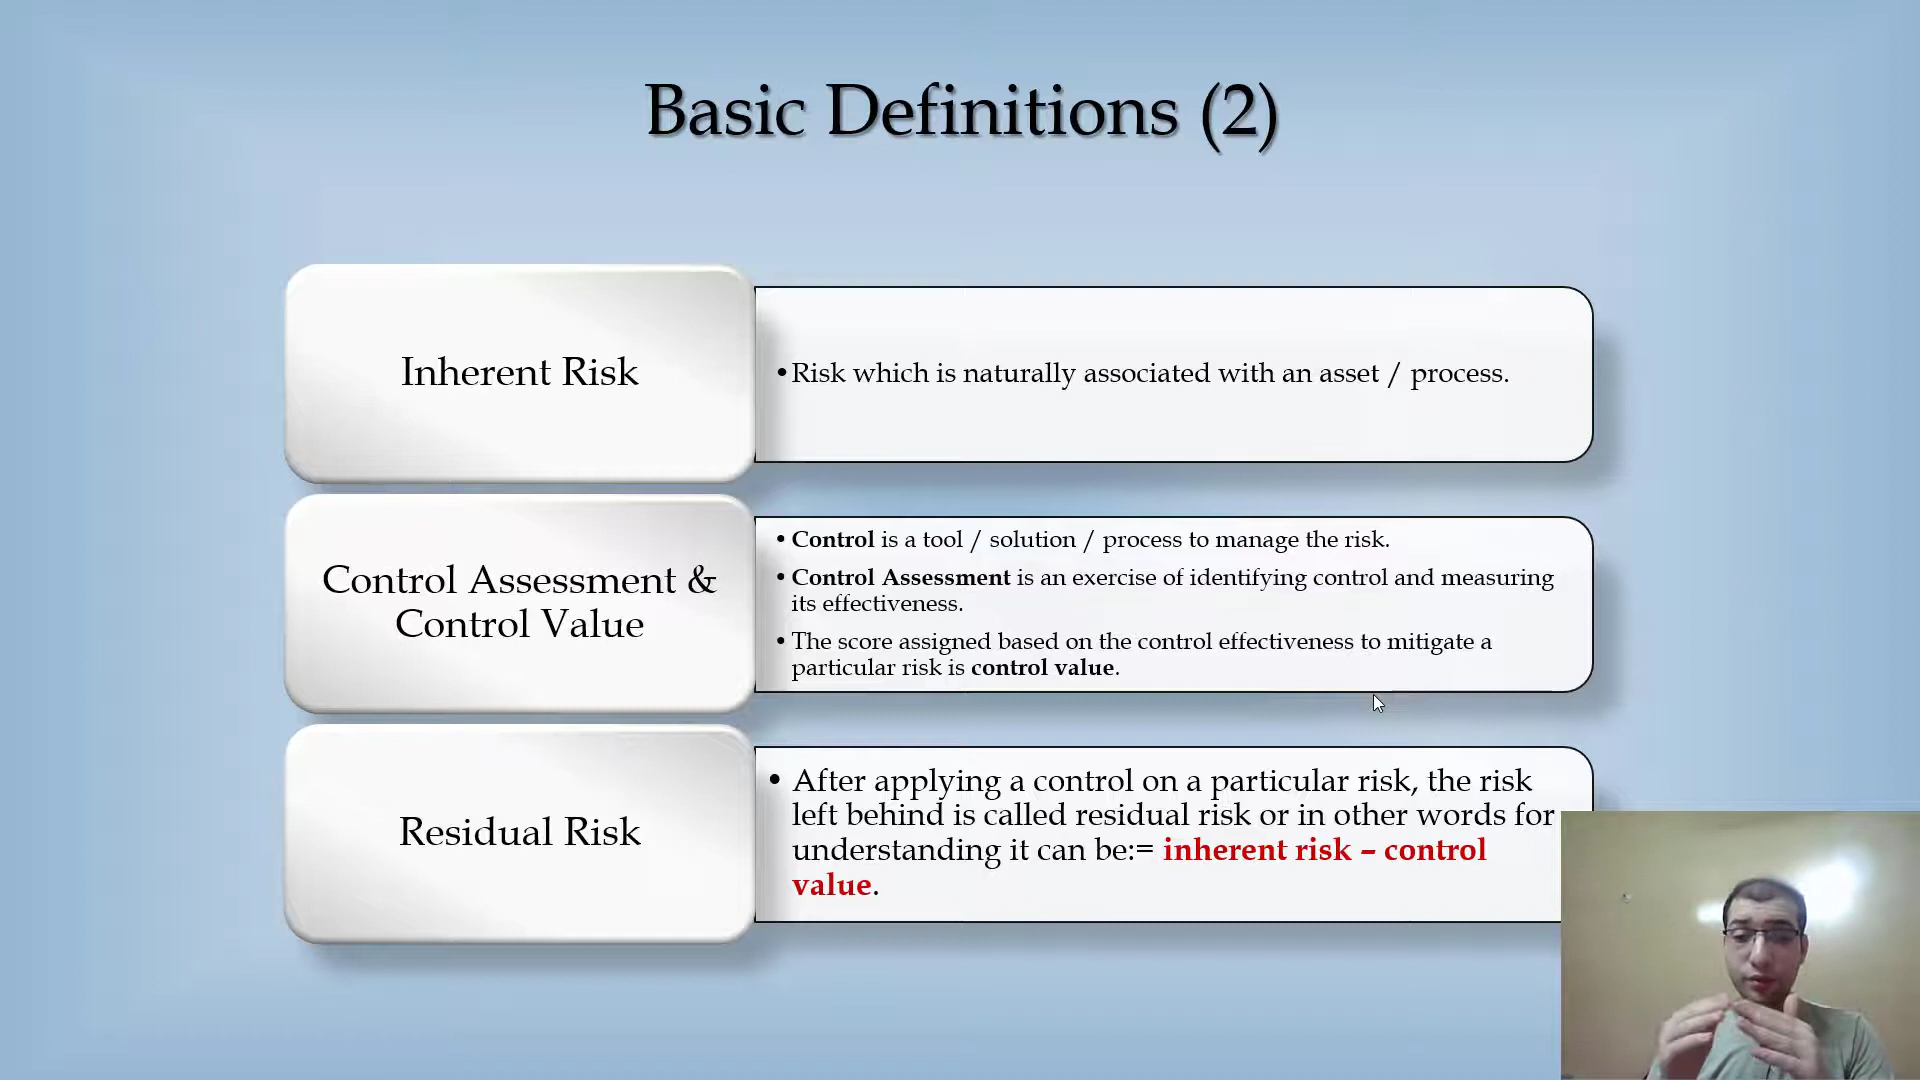 Basic Definitions (2)
Inherent Risk
•Risk which is naturally associated with an asset / process.
Control Assessment &
Control Value
• Control is a tool / solution / process to manage the risk.
• Control Assessment is an exercise of identifying control and measuring
its effectiveness.
• The score assigned based on the control effectiveness to mitigate a
particular risk is control value.
Residual Risk
• After applying a control on a particular risk, the risk
left behind is called residual risk or in other words for
understanding it can be:= inherent risk – control
value.